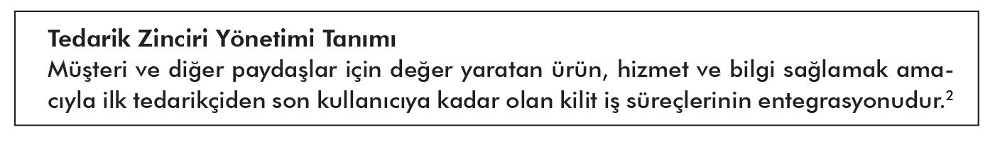 Tedarik Zinciri Yönetimi Tanımı
Müşteri ve diğer paydaşlar için değer yaratan ürün, hizmet ve bilgi sağlamak ama-
cıyla ilk tedarikçiden son kullanıcıya kadar olan kilit iş süreçlerinin entegrasyonudur.²